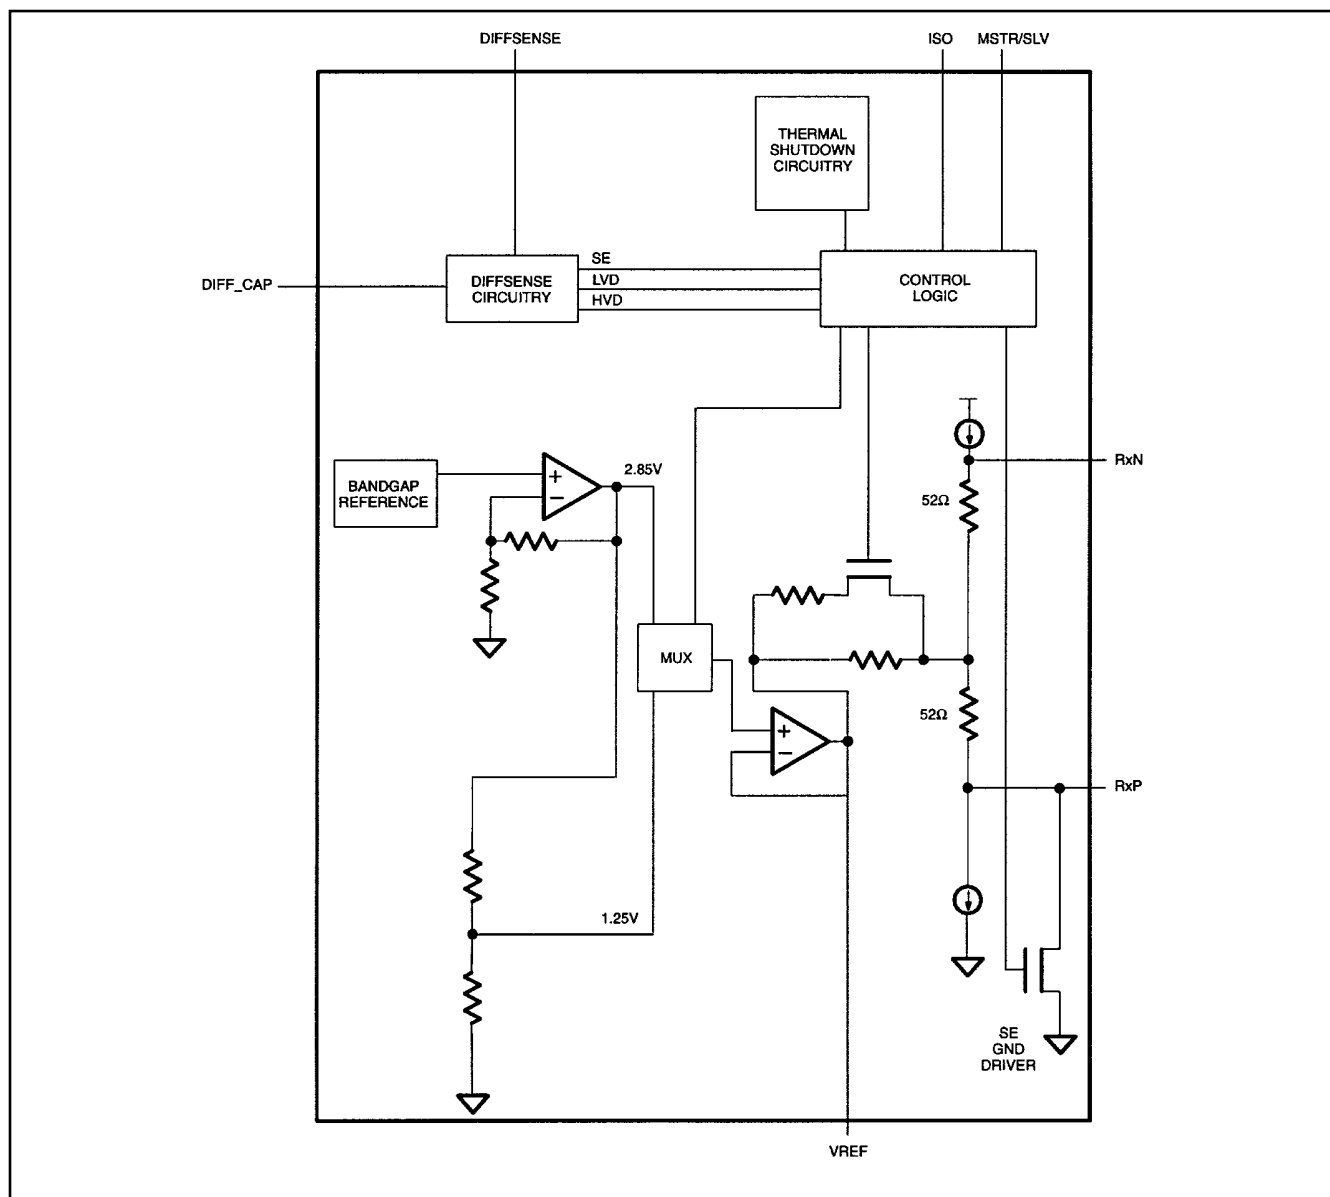 DIFFSENSE
ISO
MSTR/SLV
THERMAL
SHUTDOWN
CIRCUITRY
DIFF_CAP
DIFFSENSE
CIRCUITRY
SE
LVD
HVD
CONTROL
LOGIC
BANDGAP
REFERENCE
+
−
2.85V
RxN
52Ω
MUX
52Ω
+
−
RxP
1.25V
SE
GND
DRIVER
VREF